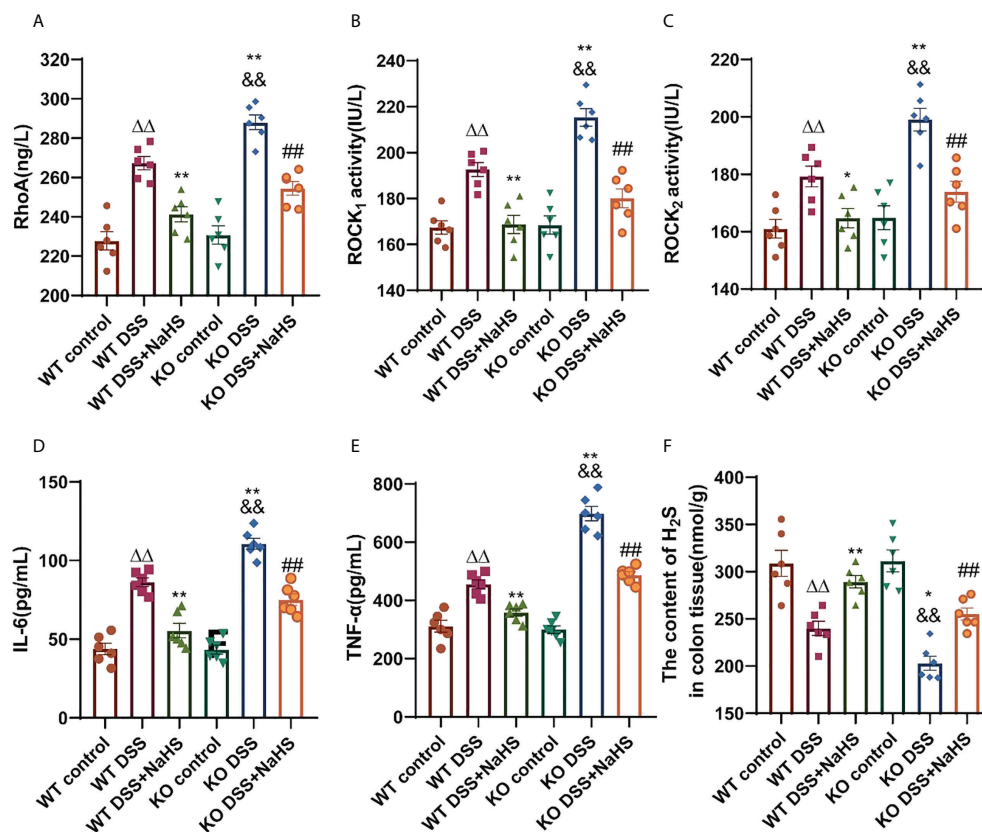 A
RhoA(ng/L)
320
300
280
260
240
220
200
ΔΔ
**
**
&&
##
WT control
WT DSS
WT DSS+NaHS
KO control
KO DSS
KO DSS+NaHS
B
ROCK₁ activity(IU/L)
240
220
200
180
160
140
ΔΔ
**
**
&&
##
WT control
WT DSS
WT DSS+NaHS
KO control
KO DSS
KO DSS+NaHS
C
ROCK₂ activity(IU/L)
220
200
180
160
140
ΔΔ
*
**
&&
##
WT control
WT DSS
WT DSS+NaHS
KO control
KO DSS
KO DSS+NaHS
D
IL-6(pg/mL)
150
100
50
0
ΔΔ
**
**
&&
##
WT control
WT DSS
WT DSS+NaHS
KO control
KO DSS
KO DSS+NaHS
E
TNF-α(pg/mL)
800
600
400
200
0
ΔΔ
**
**
&&
##
WT control
WT DSS
WT DSS+NaHS
KO control
KO DSS
KO DSS+NaHS
F
The content of H₂S
in colon tissue(nmol/g)
400
350
300
250
200
150
ΔΔ
**
*
&&
##
WT control
WT DSS
WT DSS+NaHS
KO control
KO DSS
KO DSS+NaHS